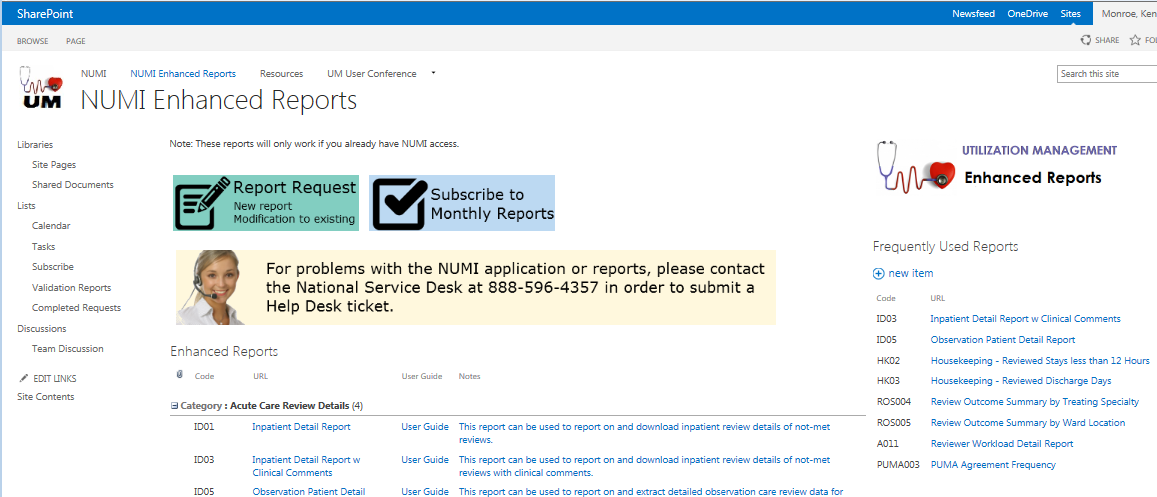 SharePoint
Newsfeed OneDrive Sites Monroe, Ken
BROWSE PAGE
SHARE
UM
NUMI NUMI Enhanced Reports Resources UM User Conference
NUMI Enhanced Reports
Search this site
Libraries
Site Pages
Shared Documents
Lists
Calendar
Tasks
Subscribe
Validation Reports
Completed Requests
Discussions
Team Discussion
EDIT LINKS
Site Contents
Note: These reports will only work if you already have NUMI access.
Report Request
New report
Modification to existing
Subscribe to
Monthly Reports
For problems with the NUMI application or reports, please contact
the National Service Desk at 888-596-4357 in order to submit a
Help Desk ticket.
Enhanced Reports
Code URL User Guide Notes
Category : Acute Care Review Details (4)
ID01 Inpatient Detail Report User Guide This report can be used to report on and download inpatient review details of not-met
reviews.
ID03 Inpatient Detail Report w User Guide This report can be used to report on and download inpatient review details of not-met
Clinical Comments reviews with clinical comments.
ID05 Observation Patient Detail User Guide This report can be used to report on and extract detailed observation care review data for
UTILIZATION MANAGEMENT
Enhanced Reports
Frequently Used Reports
new item
Code URL
ID03 Inpatient Detail Report w Clinical Comments
ID05 Observation Patient Detail Report
HK02 Housekeeping - Reviewed Stays less than 12 Hours
HK03 Housekeeping - Reviewed Discharge Days
ROS004 Review Outcome Summary by Treating Specialty
ROS005 Review Outcome Summary by Ward Location
A011 Reviewer Workload Detail Report
PUMA003 PUMA Agreement Frequency